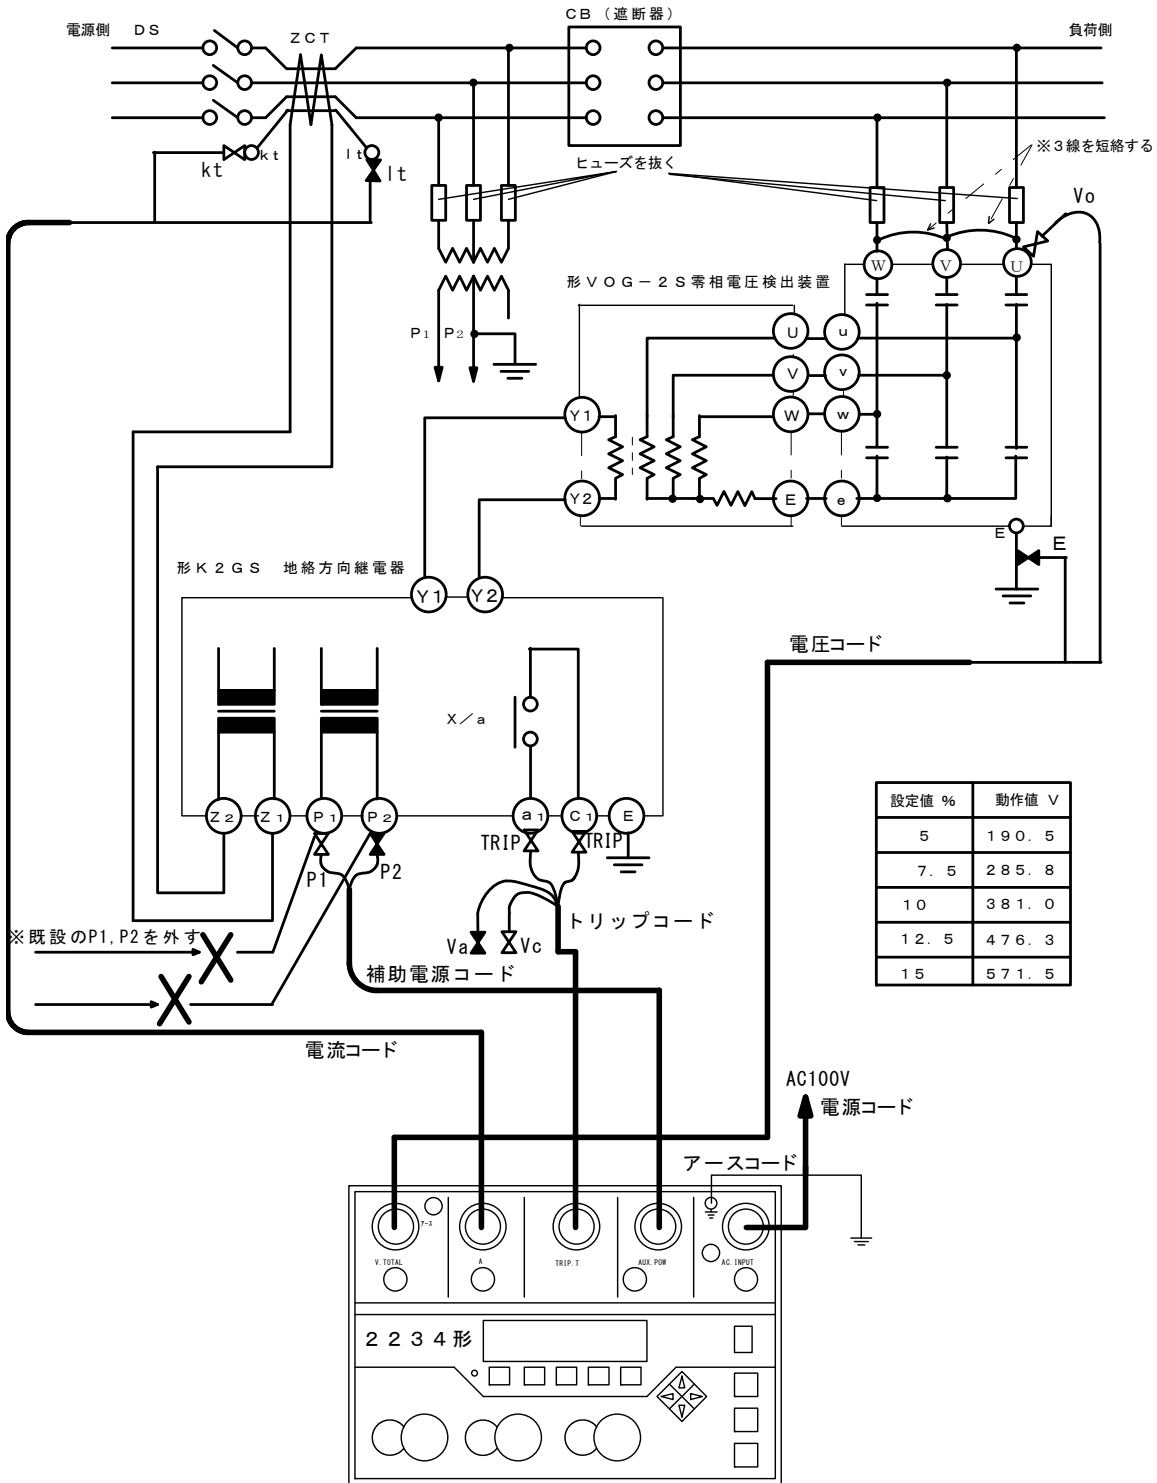 CB(遮断器)
電源側 DS
ZCT
負荷側
kt
kt
lt
lt
ヒューズを抜く
※3線を短絡する
Vo
W
V
U
形VOG-2S零相電圧検出装置
P1
P2
U
u
V
v
W
w
Y1
Y2
E
e
E
E
形K2GS 地絡方向継電器
Y1
Y2
電圧コード
X/a
Z2
Z1
P1
P2
a1
C1
E
TRIP
TRIP
P1
P2
設定値 %
動作値 V
5
190.5
7.5
285.8
10
381.0
12.5
476.3
15
571.5
※既設のP1,P2を外す
Va
Vc
トリップコード
補助電源コード
電流コード
AC100V
電源コード
アースコード
アース
V.TOTAL
A
TRIP.T
AUX.POW
AC.INPUT
2234形